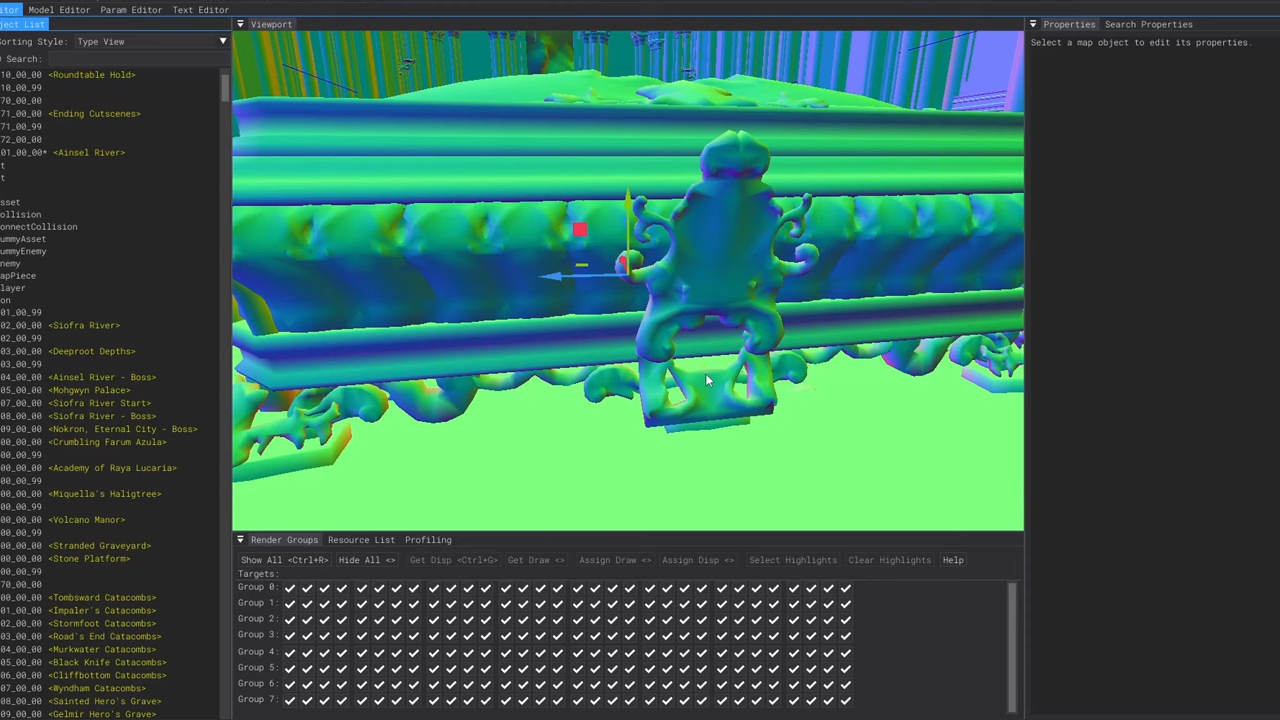 itor Model Editor Param Editor Text Editor
ject List
Viewport
Properties Search Properties
Sorting Style: Type View
Select a map object to edit its properties.
Search:
10_00_00 <Roundtable Hold>
10_00_99
70_00_00
71_00_00 <Ending Cutscenes>
71_00_99
72_00_00
01_00_00* <Ainsel River>
t
t
sset
ollision
onnectCollision
ummyAsset
ummyEnemy
nemy
apPiece
layer
on
01_00_99
02_00_00 <Siofra River>
02_00_99
03_00_00 <Deeproot Depths>
03_00_99
04_00_00 <Ainsel River - Boss>
05_00_00 <Mohgwyn Palace>
07_00_00 <Siofra River Start>
08_00_00 <Siofra River - Boss>
09_00_00 <Nokron, Eternal City - Boss>
00_00_00 <Crumbling Farum Azula>
00_00_99
00_00_00 <Academy of Raya Lucaria>
00_00_99
00_00_00 <Miquella's Haligtree>
00_00_99
00_00_00 <Volcano Manor>
00_00_99
00_00_00 <Stranded Graveyard>
00_00_00 <Stone Platform>
00_00_99
70_00_00
00_00_00 <Tombsward Catacombs>
01_00_00 <Impaler's Catacombs>
02_00_00 <Stormfoot Catacombs>
03_00_00 <Road's End Catacombs>
04_00_00 <Murkwater Catacombs>
05_00_00 <Black Knife Catacombs>
06_00_00 <Cliffbottom Catacombs>
07_00_00 <Wyndham Catacombs>
08_00_00 <Sainted Hero's Grave>
09_00_00 <Gelmir Hero's Grave>
Render Groups Resource List Profiling
Show All <Ctrl+R> Hide All <> Get Disp <Ctrl+G> Get Draw <> Assign Draw <> Assign Disp <> Select Highlights Clear Highlights Help
Targets:
Group 0:
Group 1:
Group 2:
Group 3:
Group 4:
Group 5:
Group 6:
Group 7: